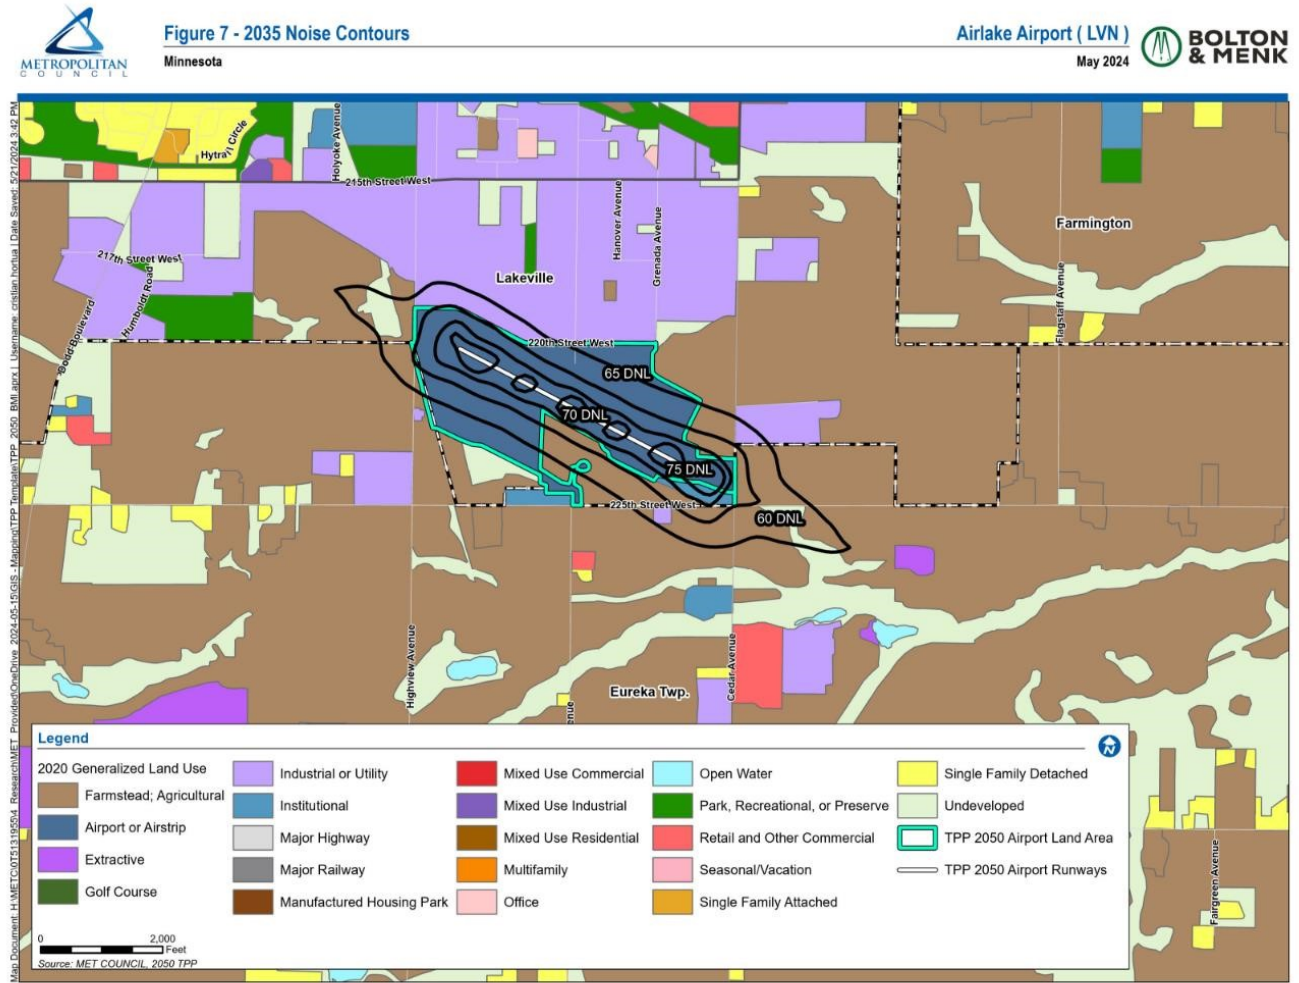 METROPOLITAN
COUNCIL
Figure 7 - 2035 Noise Contours
Minnesota
Airlake Airport ( LVN )
May 2024
BOLTON
& MENK
Hytrail Circle
Holyoke Avenue
215th Street West
Hanover Avenue
Grenada Avenue
Farmington
217th Street West
Humboldt Road
Lakeville
Flagstaff Avenue
Dodd Boulevard
220th Street West
65 DNL
70 DNL
75 DNL
225th Street West
60 DNL
Highview Avenue
Cedar Avenue
Eureka Twp.
enue
Legend
2020 Generalized Land Use
Farmstead; Agricultural
Airport or Airstrip
Extractive
Golf Course
Industrial or Utility
Institutional
Major Highway
Major Railway
Manufactured Housing Park
Mixed Use Commercial
Mixed Use Industrial
Mixed Use Residential
Multifamily
Office
Open Water
Park, Recreational, or Preserve
Retail and Other Commercial
Seasonal/Vacation
Single Family Attached
Single Family Detached
Undeveloped
TPP 2050 Airport Land Area
TPP 2050 Airport Runways
N
0 2,000
Feet
Source: MET COUNCIL, 2050 TPP
Fairgreen Avenue